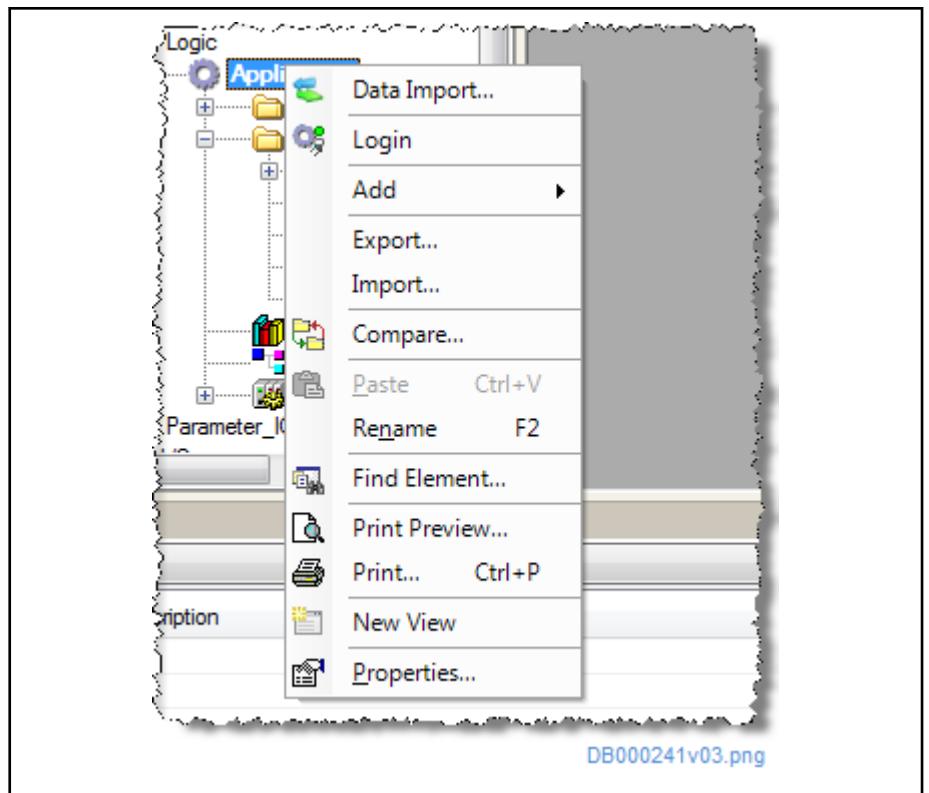 Logic
Appli
Data Import...
Login
Add
Export...
Import...
Compare...
Paste Ctrl+V
Rename F2
Find Element...
Print Preview...
Print... Ctrl+P
New View
Properties...
Parameter_I
ription
DB000241v03.png